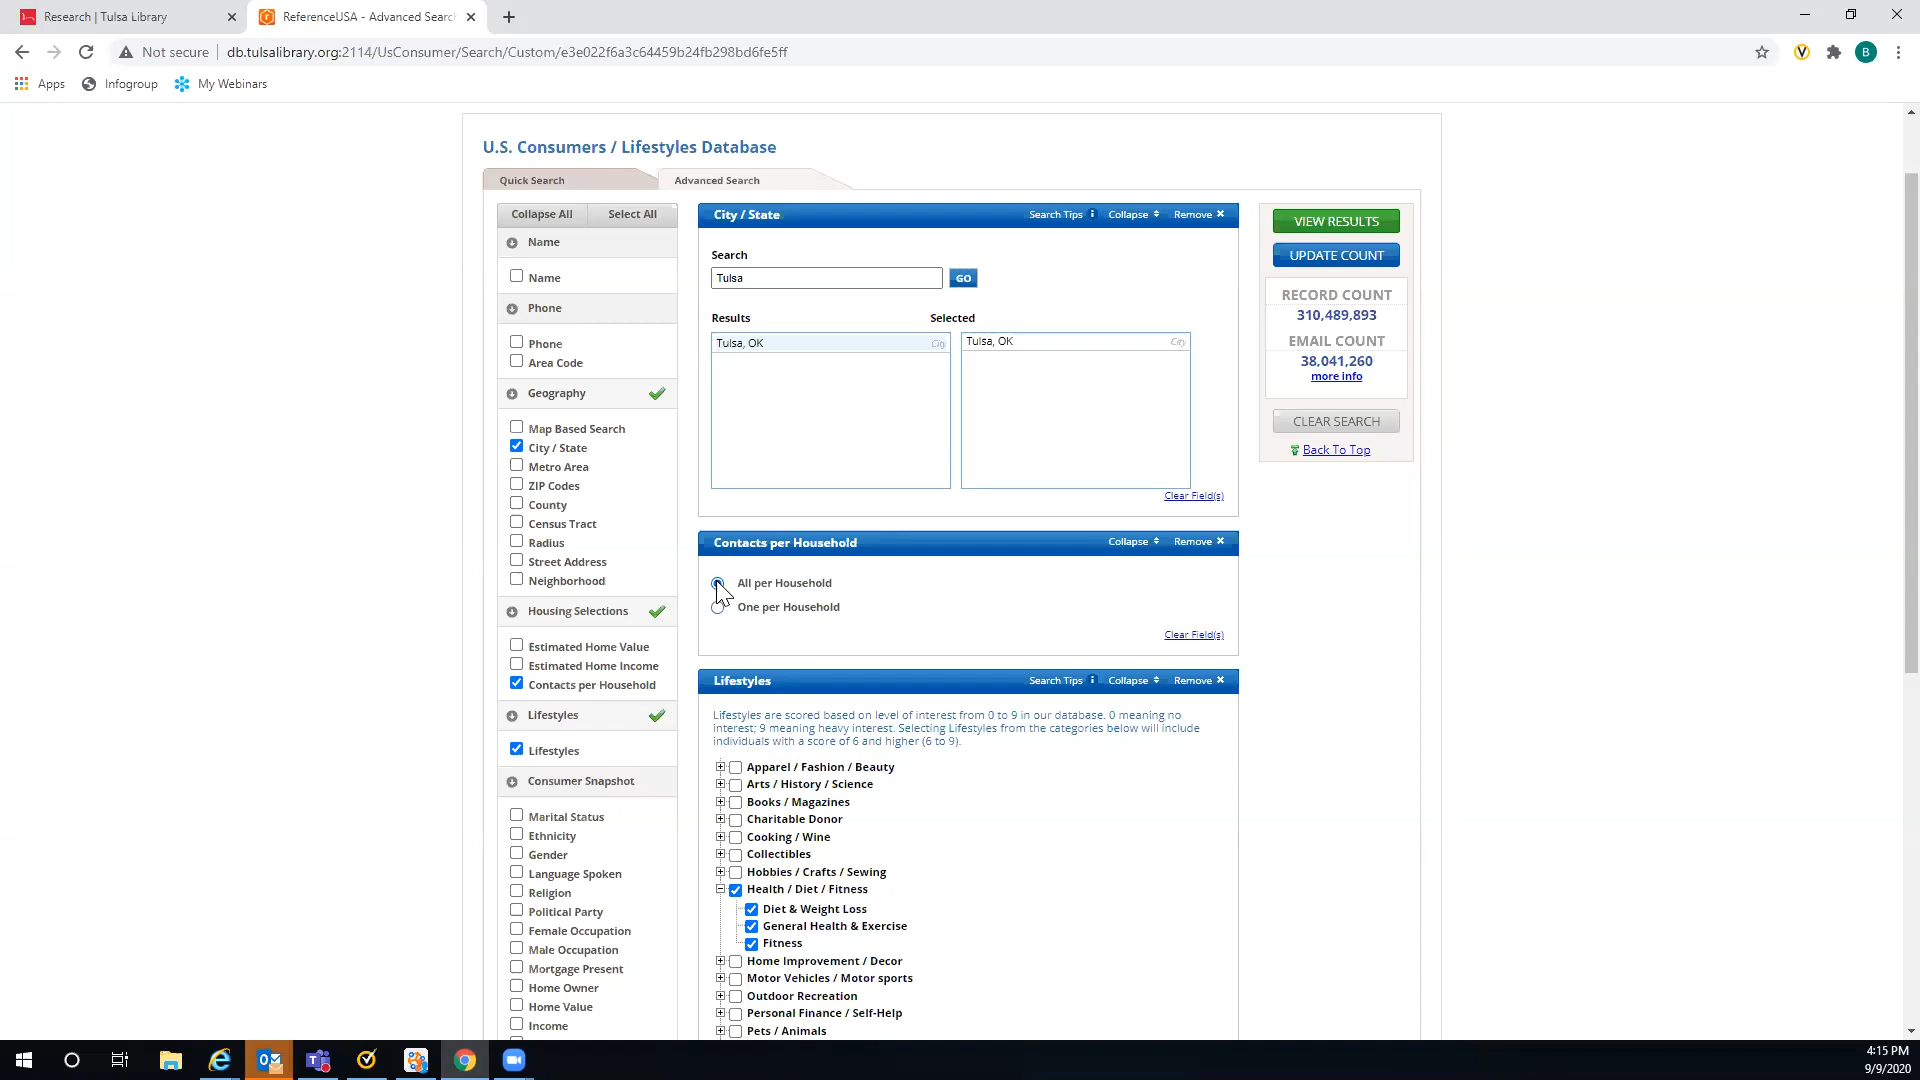 Research | Tulsa Library
ReferenceUSA - Advanced Searc
Not secure
db.tulsalibrary.org:2114/UsConsumer/Search/Custom/e3e022f6a3c64459b24fb298bd6fe5ff
B
Apps
Infogroup
My Webinars
U.S. Consumers / Lifestyles Database
Quick Search
Advanced Search
Collapse All
Select All
Name
Name
Phone
Phone
Area Code
Geography
Map Based Search
City / State
Metro Area
ZIP Codes
County
Census Tract
Radius
Street Address
Neighborhood
Housing Selections
Estimated Home Value
Estimated Home Income
Contacts per Household
Lifestyles
Lifestyles
Consumer Snapshot
Marital Status
Ethnicity
Gender
Language Spoken
Religion
Political Party
Female Occupation
Male Occupation
Mortgage Present
Home Owner
Home Value
Income
City / State
Search Tips
Collapse
Remove
Search
Tulsa
GO
Results
Selected
Tulsa, OK City
Tulsa, OK City
Clear Field(s)
Contacts per Household
Collapse
Remove
All per Household
One per Household
Clear Field(s)
Lifestyles
Search Tips
Collapse
Remove
Lifestyles are scored based on level of interest from 0 to 9 in our database. 0 meaning no
interest; 9 meaning heavy interest. Selecting Lifestyles from the categories below will include
individuals with a score of 6 and higher (6 to 9).
Apparel / Fashion / Beauty
Arts / History / Science
Books / Magazines
Charitable Donor
Cooking / Wine
Collectibles
Hobbies / Crafts / Sewing
Health / Diet / Fitness
Diet & Weight Loss
General Health & Exercise
Fitness
Home Improvement / Decor
Motor Vehicles / Motor sports
Outdoor Recreation
Personal Finance / Self-Help
Pets / Animals
VIEW RESULTS
UPDATE COUNT
RECORD COUNT
310,489,893
EMAIL COUNT
38,041,260
more info
CLEAR SEARCH
Back To Top
4:15 PM
9/9/2020